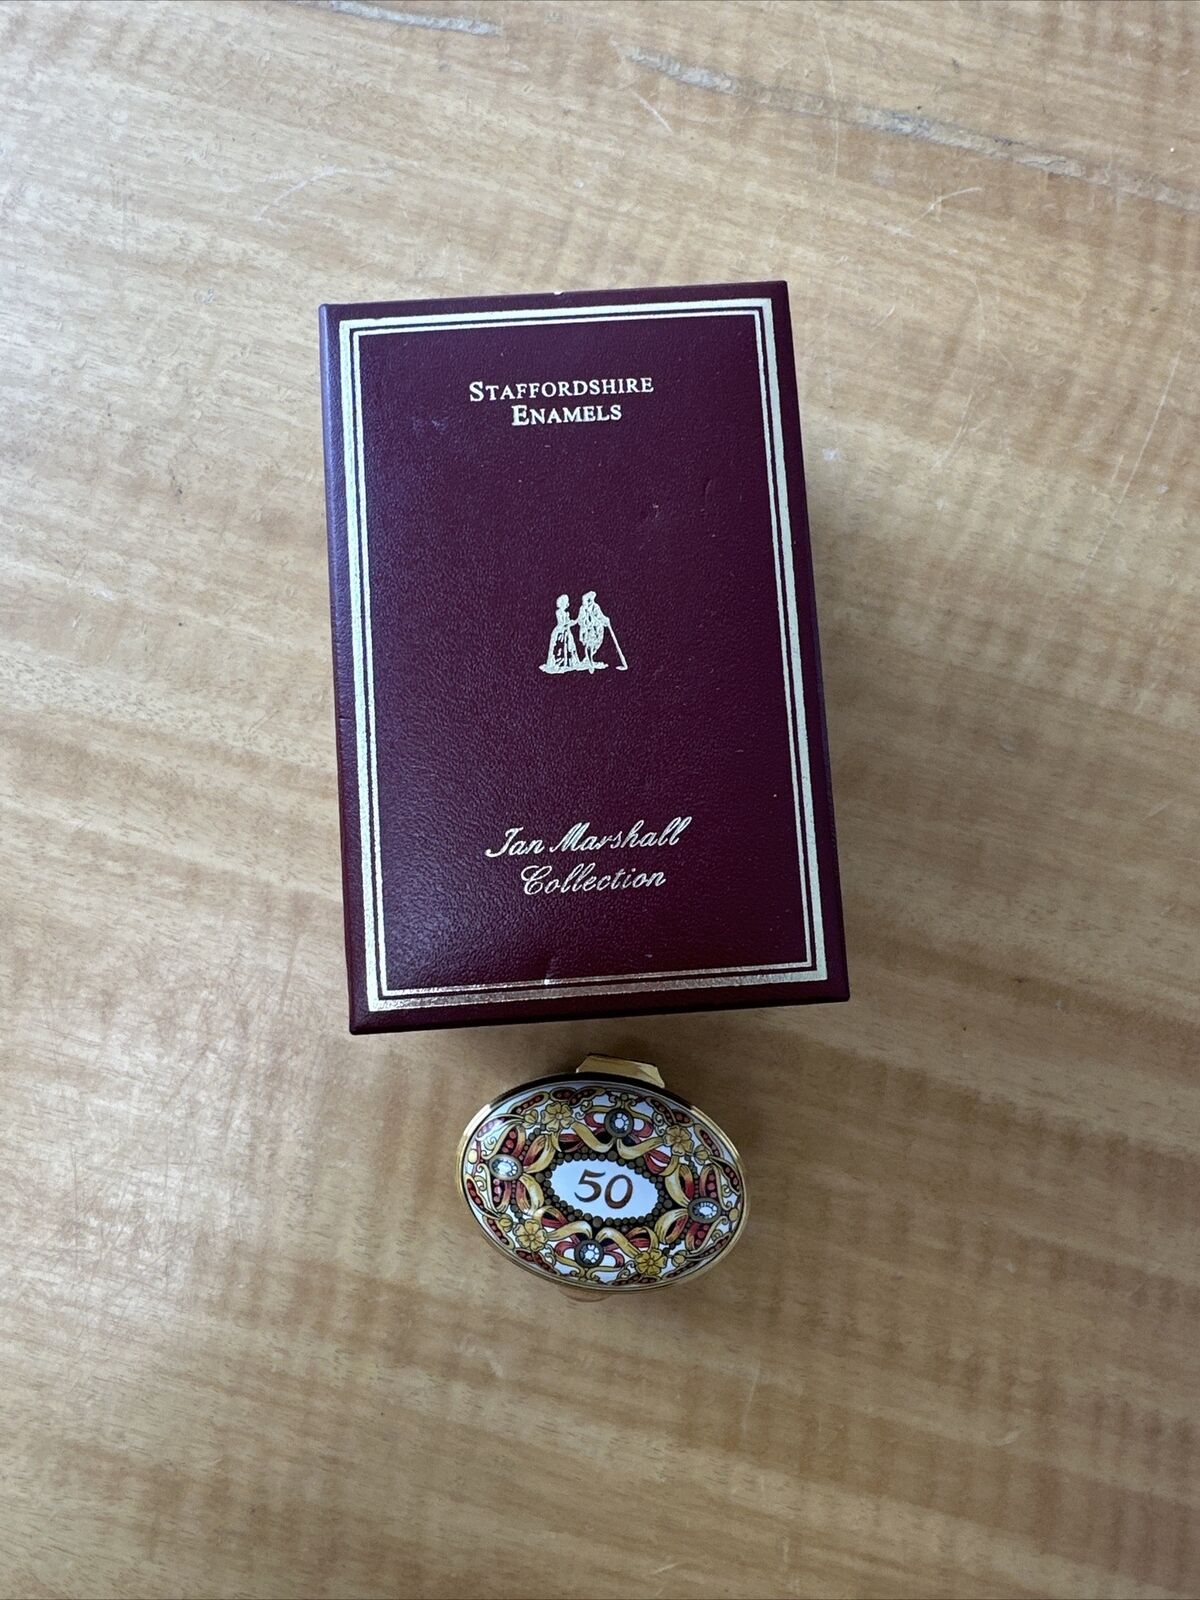 STAFFORDSHIRE
ENAMELS
Jan Marshall
Collection
50